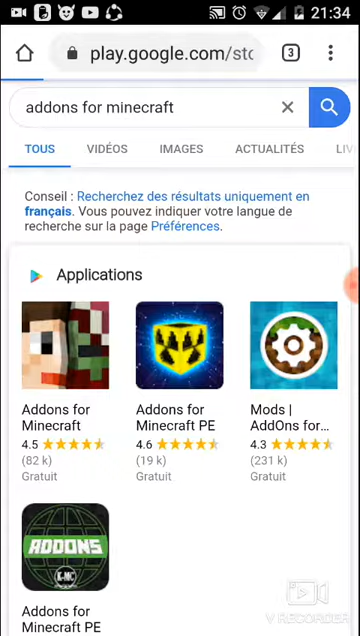 21:34
play.google.com/sto
3
addons for minecraft
TOUS VIDÉOS IMAGES ACTUALITÉS LIV
Conseil : Recherchez des résultats uniquement en
français. Vous pouvez indiquer votre langue de
recherche sur la page Préférences.
Applications
Addons for
Minecraft
4.5
(82 k)
Gratuit
Addons for
Minecraft PE
4.6
(19 k)
Gratuit
Mods |
AddOns for...
4.3
(231 k)
Gratuit
ADDONS
K-MC
Addons for
Minecraft PE
V RECORDER